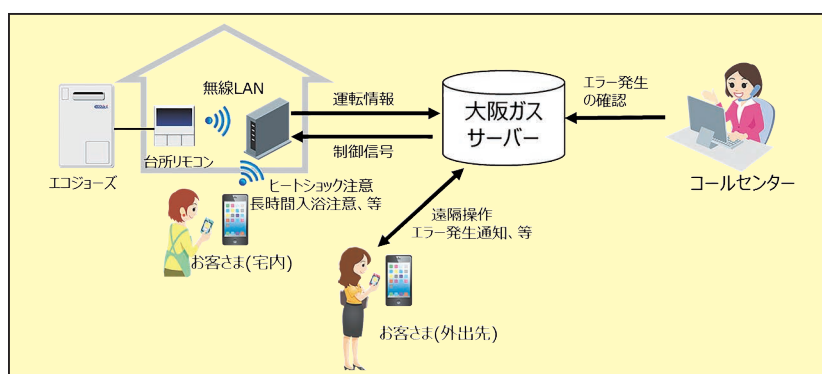 無線LAN
運転情報
大阪ガス
サーバー
エラー発生
の確認
台所リモコン
制御信号
エコジョーズ
ヒートショック注意
長時間入浴注意、等
コールセンター
遠隔操作
エラー発生通知、等
お客さま(宅内)
お客さま(外出先)